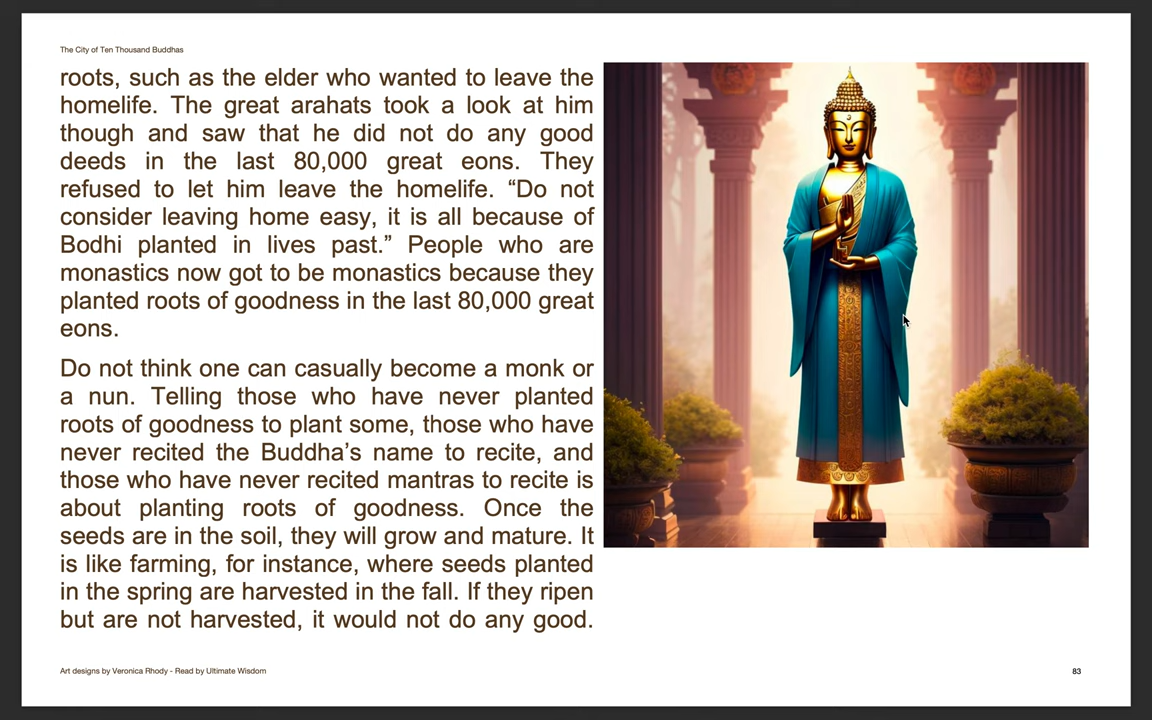 The City of Ten Thousand Buddhas
roots, such as the elder who wanted to leave the
homelife. The great arahats took a look at him
though and saw that he did not do any good
deeds in the last 80,000 great eons. They
refused to let him leave the homelife. “Do not
consider leaving home easy, it is all because of
Bodhi planted in lives past.” People who are
monastics now got to be monastics because they
planted roots of goodness in the last 80,000 great
eons.
Do not think one can casually become a monk or
a nun. Telling those who have never planted
roots of goodness to plant some, those who have
never recited the Buddha’s name to recite, and
those who have never recited mantras to recite is
about planting roots of goodness. Once the
seeds are in the soil, they will grow and mature. It
is like farming, for instance, where seeds planted
in the spring are harvested in the fall. If they ripen
but are not harvested, it would not do any good.
Art designs by Veronica Rhody - Read by Ultimate Wisdom
83